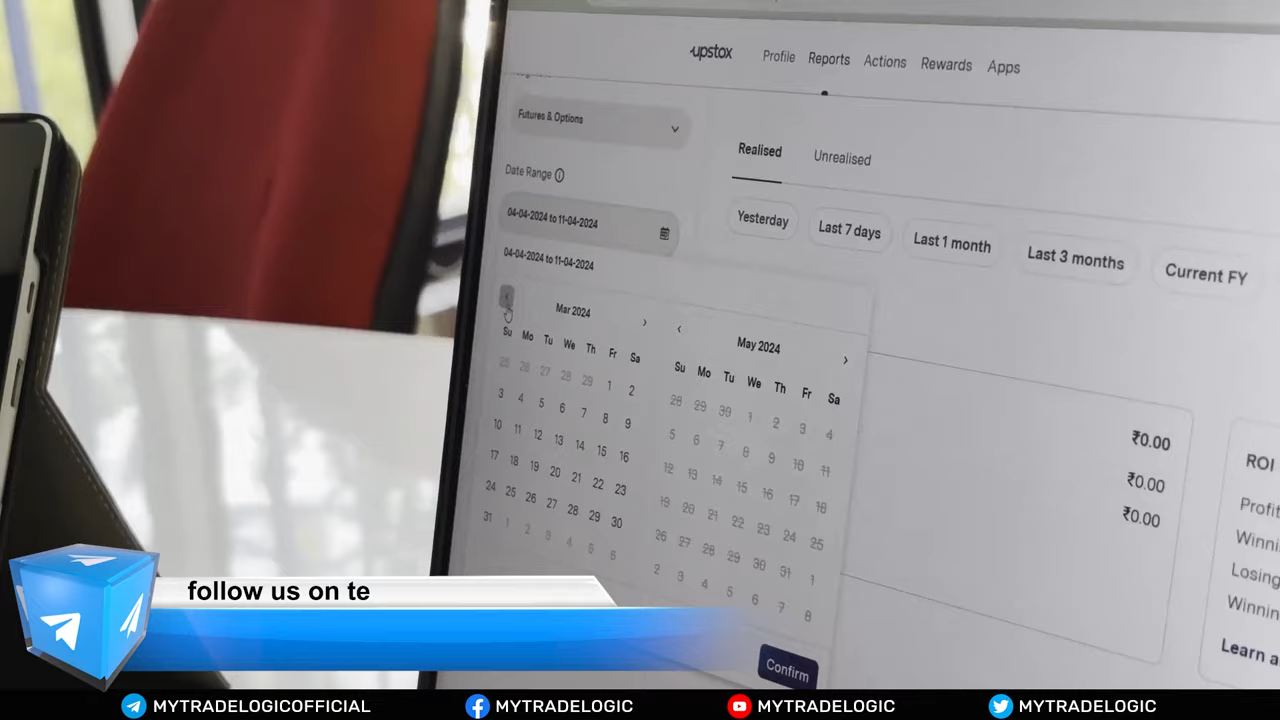 upstox
Profile Reports Actions Rewards Apps
Futures & Options
Date Range
04-04-2024 to 11-04-2024
04-04-2024 to 11-04-2024
Realised Unrealised
Yesterday Last 7 days Last 1 month Last 3 months Current FY
Mar 2024
Su Mo Tu We Th Fr Sa
25 26 27 28 29 1 2
3 4 5 6 7 8 9
10 11 12 13 14 15 16
17 18 19 20 21 22 23
24 25 26 27 28 29 30
31 1 2 3 4 5 6
May 2024
Su Mo Tu We Th Fr Sa
28 29 30 1 2 3 4
5 6 7 8 9 10 11
12 13 14 15 16 17 18
19 20 21 22 23 24 25
26 27 28 29 30 31 1
2 3 4 5 6 7 8
Confirm
₹0.00
₹0.00
₹0.00
ROI
Profit
Winni
Losing
Winnin
Learn a
follow us on te
MYTRADELOGICOFFICIAL MYTRADELOGIC MYTRADELOGIC MYTRADELOGIC